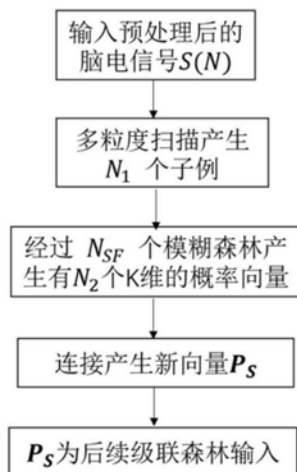 输入预处理后的
脑电信号S(N)
多粒度扫描产生
N₁ 个子例
经过 N_{SF} 个模糊森林产
生有N₂个K维的概率向量
连接产生新向量P_S
P_S为后续级联森林输入